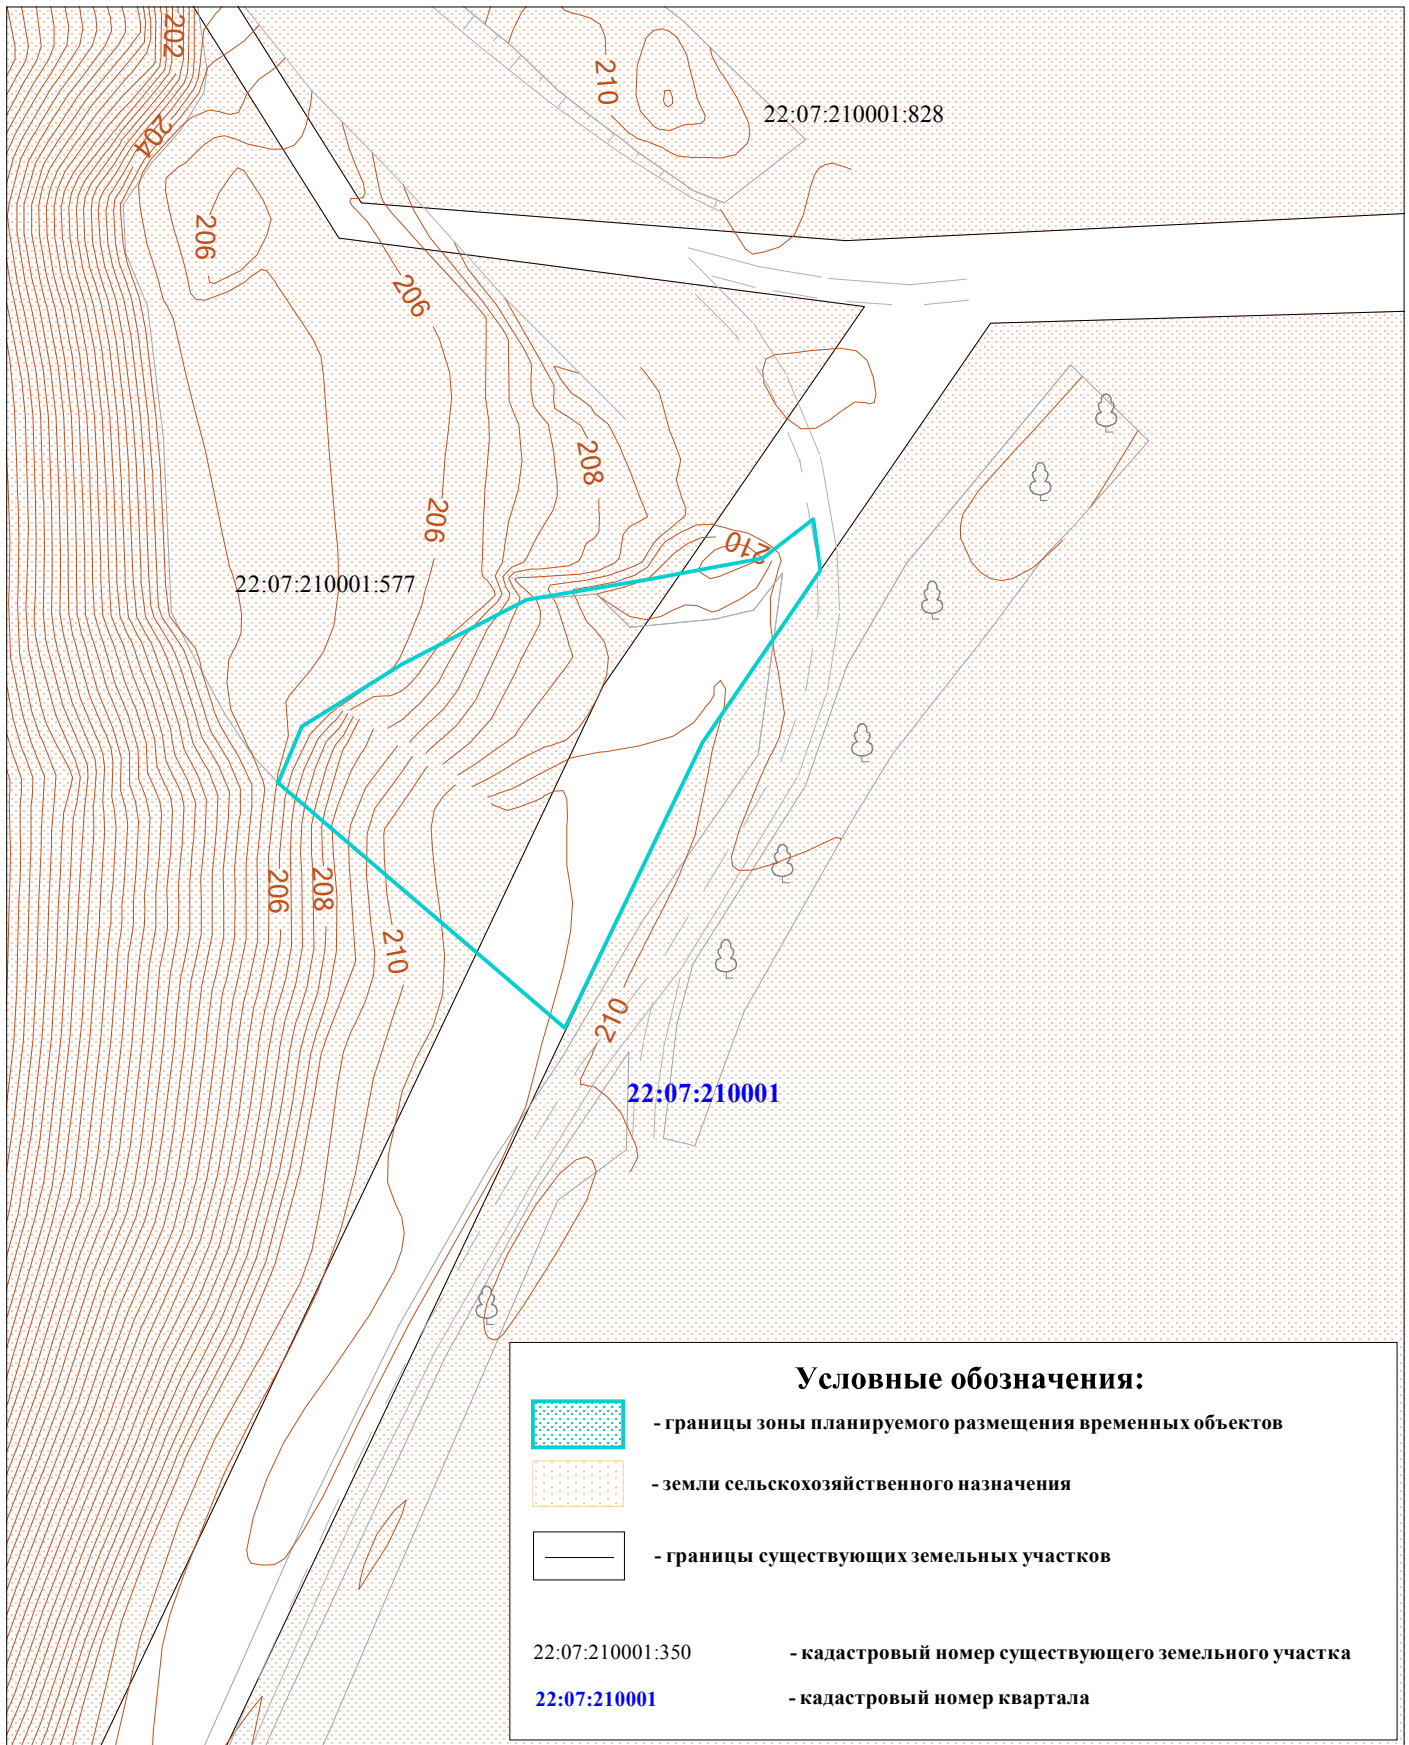 202
210
22:07:210001:828
204
206
206
208
206
210
22:07:210001:577
206
208
210
210
22:07:210001
Условные обозначения:
- границы зоны планируемого размещения временных объектов
- земли сельскохозяйственного назначения
- границы существующих земельных участков
22:07:210001:350 - кадастровый номер существующего земельного участка
22:07:210001 - кадастровый номер квартала